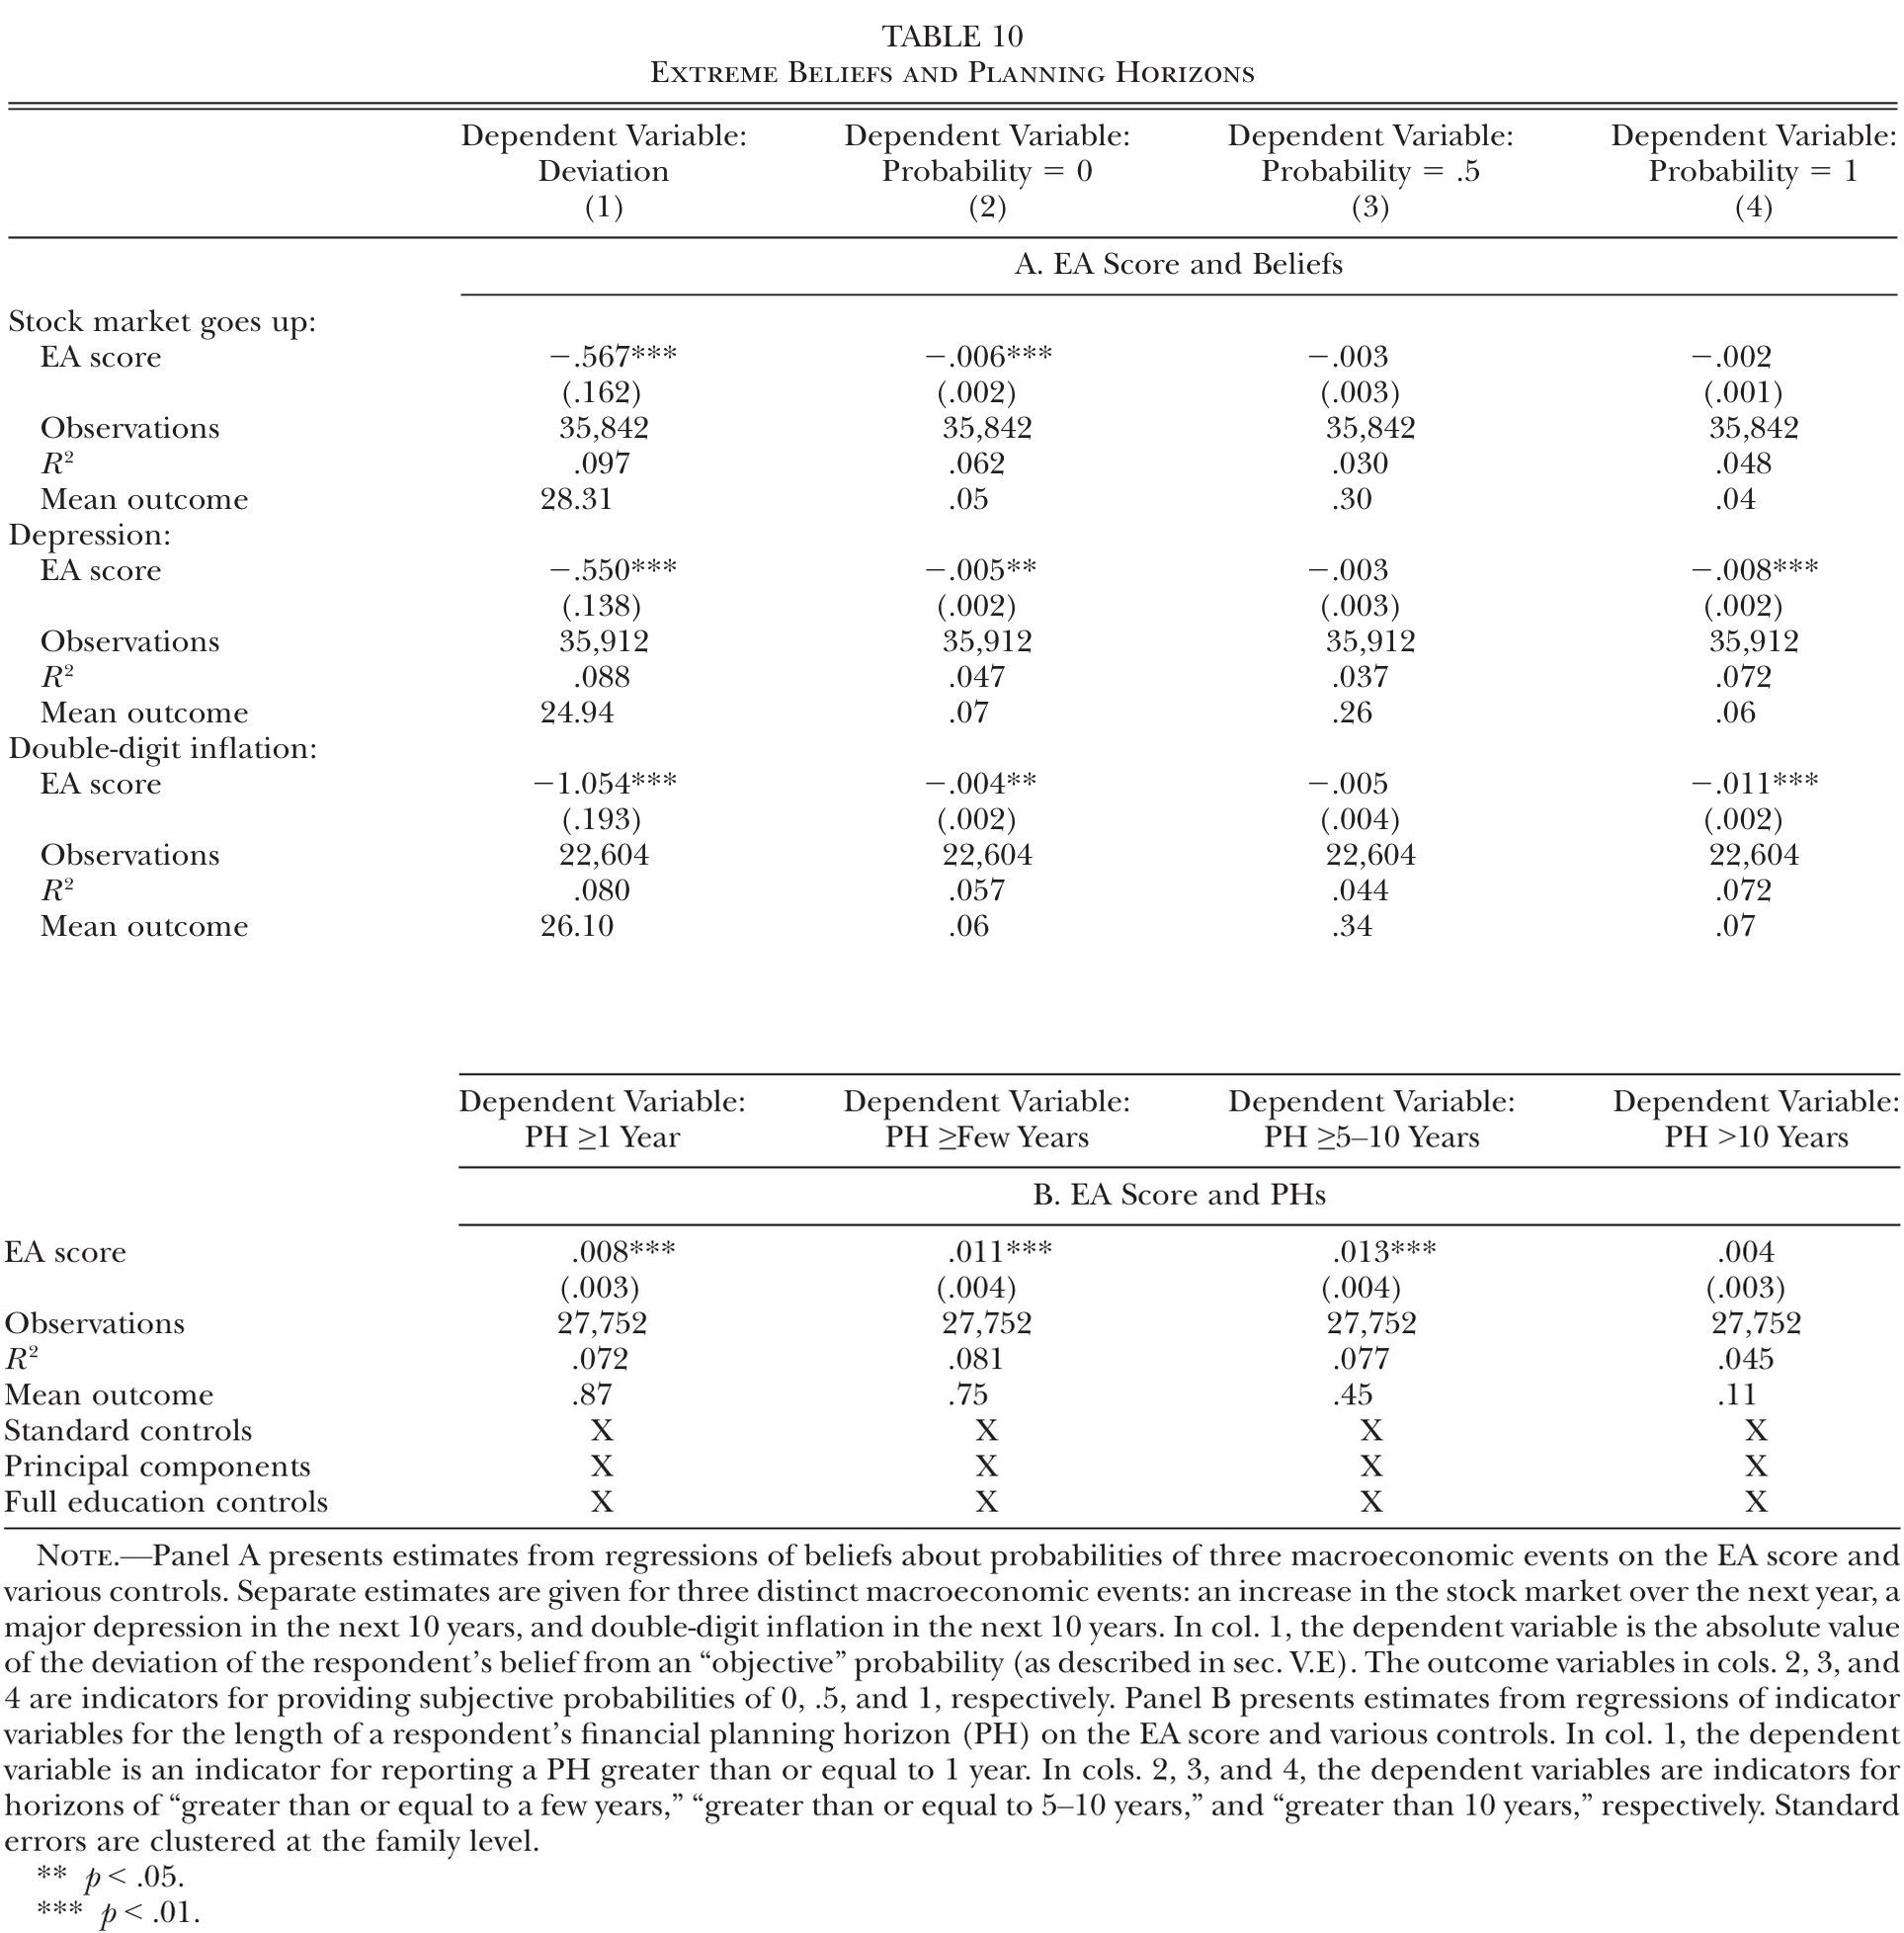 TABLE 10
Extreme Beliefs and Planning Horizons
Dependent Variable: Dependent Variable: Dependent Variable: Dependent Variable:
Deviation Probability = 0 Probability = .5 Probability = 1
(1) (2) (3) (4)
A. EA Score and Beliefs
Stock market goes up:
EA score −.567*** −.006*** −.003 −.002
(.162) (.002) (.003) (.001)
Observations 35,842 35,842 35,842 35,842
R² .097 .062 .030 .048
Mean outcome 28.31 .05 .30 .04
Depression:
EA score −.550*** −.005** −.003 −.008***
(.138) (.002) (.003) (.002)
Observations 35,912 35,912 35,912 35,912
R² .088 .047 .037 .072
Mean outcome 24.94 .07 .26 .06
Double-digit inflation:
EA score −1.054*** −.004** −.005 −.011***
(.193) (.002) (.004) (.002)
Observations 22,604 22,604 22,604 22,604
R² .080 .057 .044 .072
Mean outcome 26.10 .06 .34 .07
Dependent Variable: Dependent Variable: Dependent Variable: Dependent Variable:
PH ≥1 Year PH ≥Few Years PH ≥5–10 Years PH >10 Years
B. EA Score and PHs
EA score .008*** .011*** .013*** .004
(.003) (.004) (.004) (.003)
Observations 27,752 27,752 27,752 27,752
R² .072 .081 .077 .045
Mean outcome .87 .75 .45 .11
Standard controls X X X X
Principal components X X X X
Full education controls X X X X
Note.—Panel A presents estimates from regressions of beliefs about probabilities of three macroeconomic events on the EA score and
various controls. Separate estimates are given for three distinct macroeconomic events: an increase in the stock market over the next year, a
major depression in the next 10 years, and double-digit inflation in the next 10 years. In col. 1, the dependent variable is the absolute value
of the deviation of the respondent's belief from an “objective” probability (as described in sec. V.E). The outcome variables in cols. 2, 3, and
4 are indicators for providing subjective probabilities of 0, .5, and 1, respectively. Panel B presents estimates from regressions of indicator
variables for the length of a respondent's financial planning horizon (PH) on the EA score and various controls. In col. 1, the dependent
variable is an indicator for reporting a PH greater than or equal to 1 year. In cols. 2, 3, and 4, the dependent variables are indicators for
horizons of “greater than or equal to a few years,” “greater than or equal to 5–10 years,” and “greater than 10 years,” respectively. Standard
errors are clustered at the family level.
** p < .05.
*** p < .01.